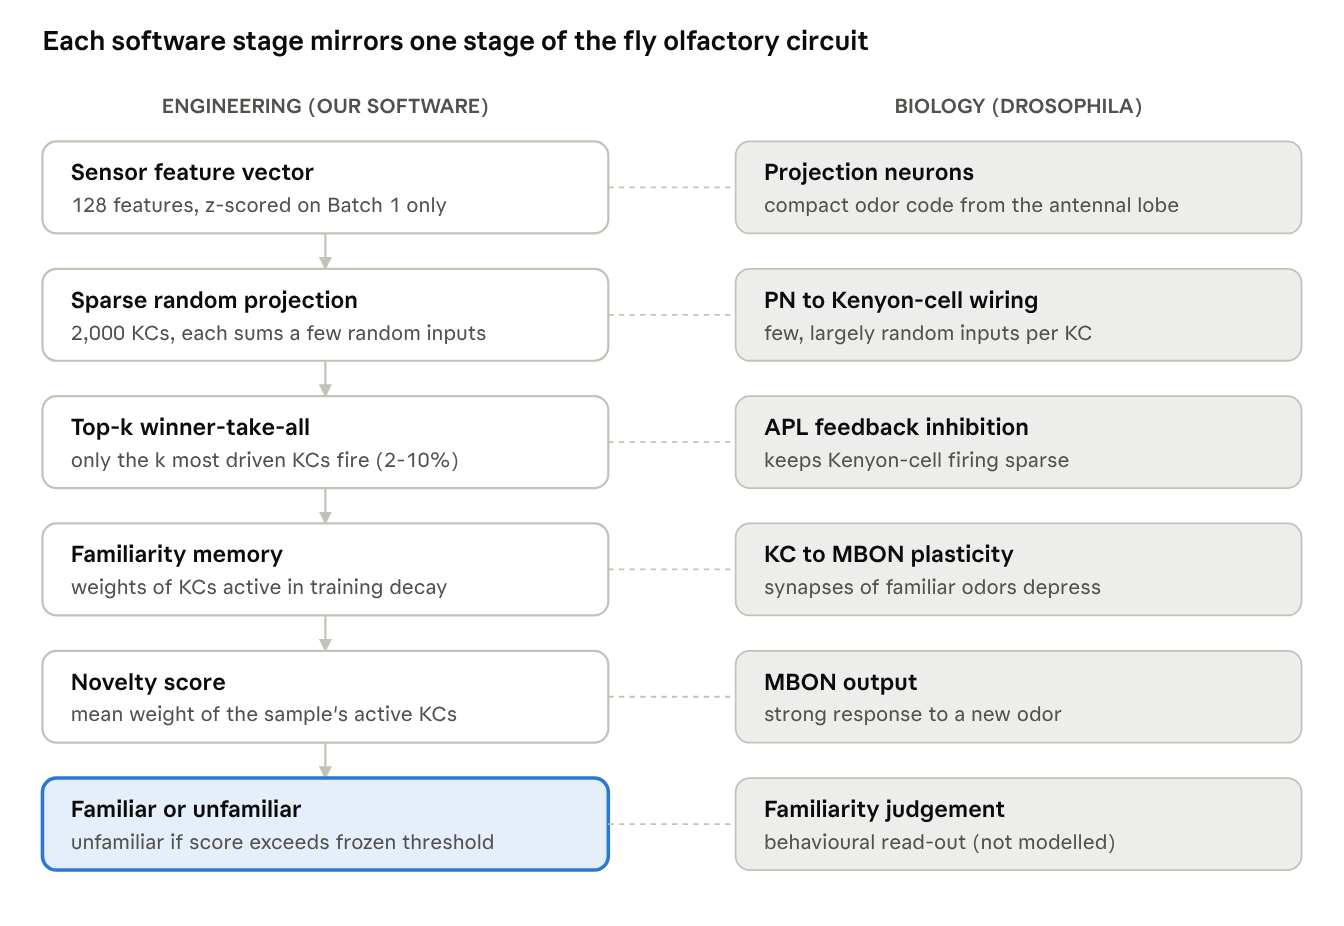 Each software stage mirrors one stage of the fly olfactory circuit
ENGINEERING (OUR SOFTWARE)
BIOLOGY (DROSOPHILA)
Sensor feature vector
128 features, z-scored on Batch 1 only
Projection neurons
compact odor code from the antennal lobe
Sparse random projection
2,000 KCs, each sums a few random inputs
PN to Kenyon-cell wiring
few, largely random inputs per KC
Top-k winner-take-all
only the k most driven KCs fire (2-10%)
APL feedback inhibition
keeps Kenyon-cell firing sparse
Familiarity memory
weights of KCs active in training decay
KC to MBON plasticity
synapses of familiar odors depress
Novelty score
mean weight of the sample's active KCs
MBON output
strong response to a new odor
Familiar or unfamiliar
unfamiliar if score exceeds frozen threshold
Familiarity judgement
behavioural read-out (not modelled)